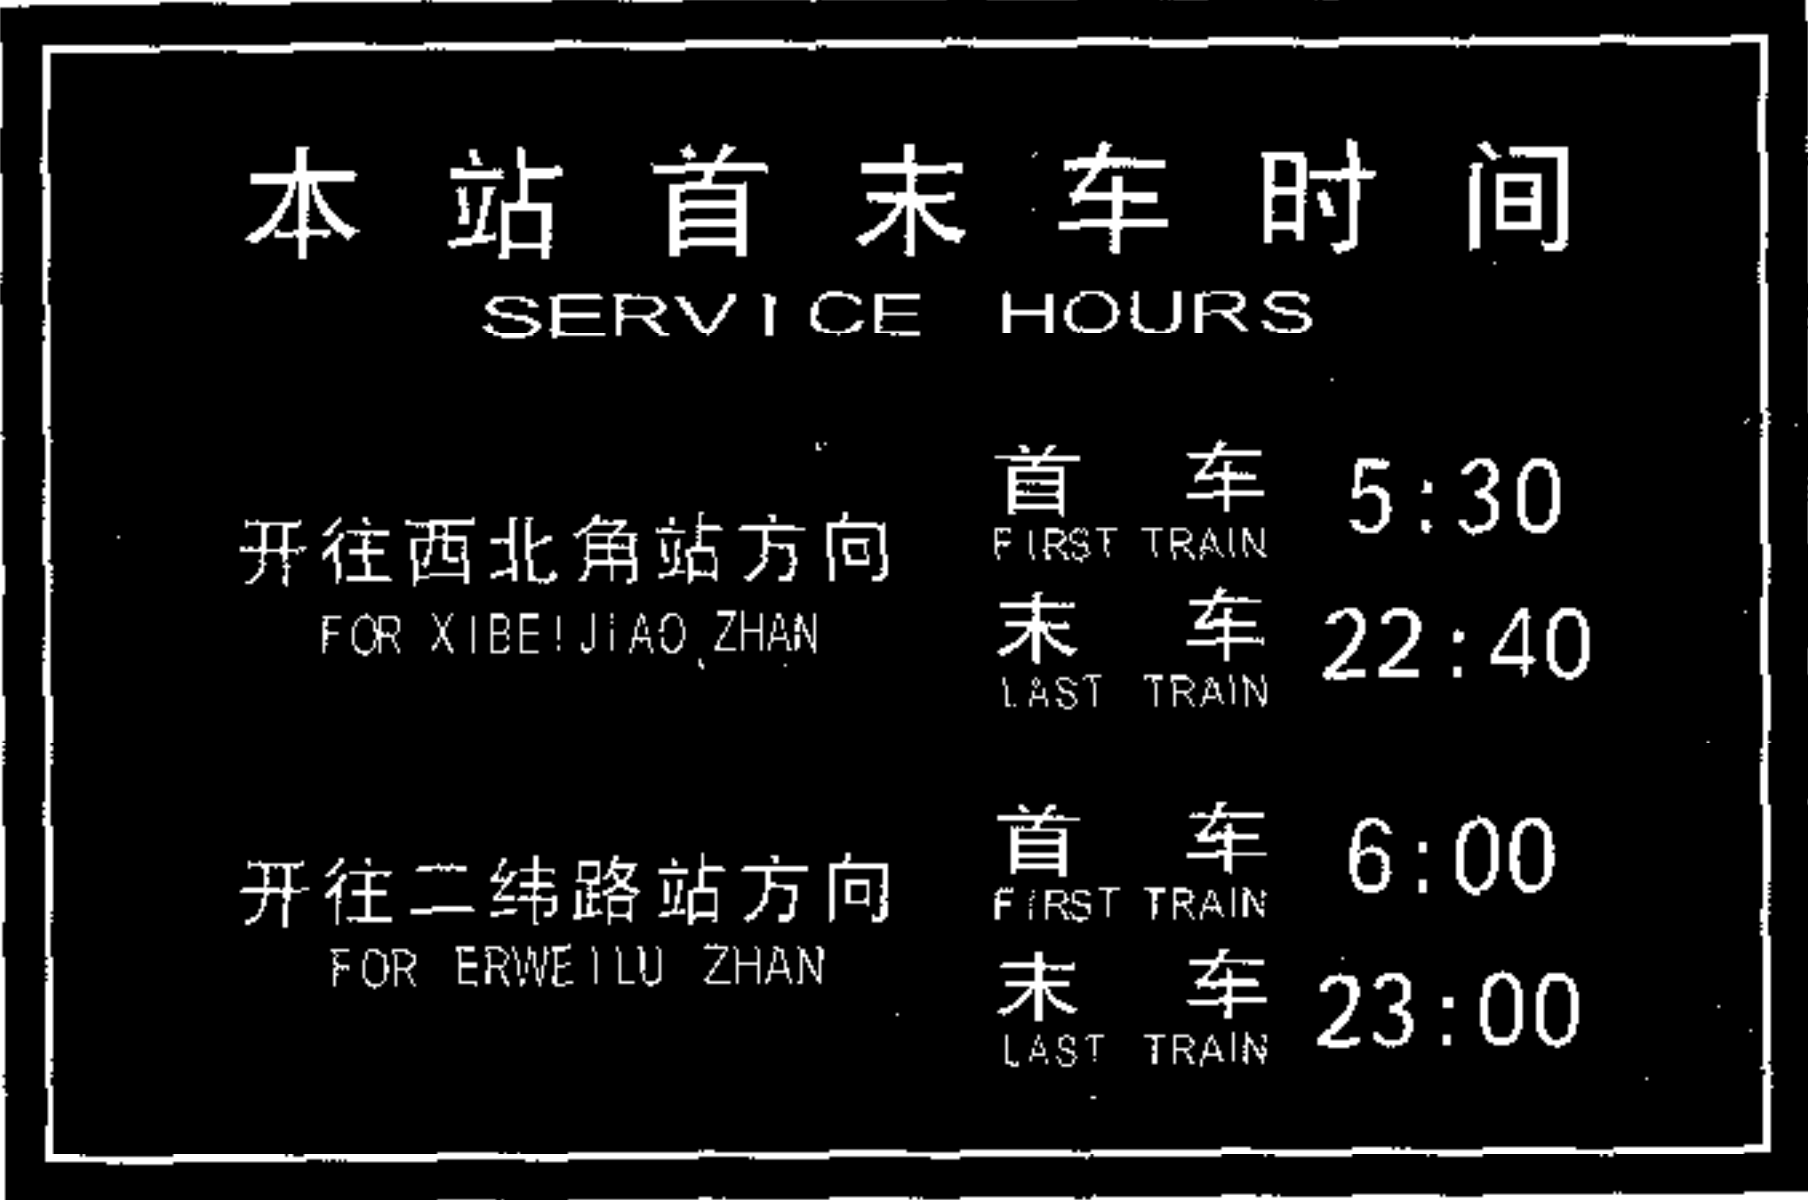 本站首末车时间
SERVICE HOURS
首 车 5:30
FIRST TRAIN
开往西北角站方向
FOR XIBEIJIAO ZHAN
末 车 22:40
LAST TRAIN
首 车 6:00
FIRST TRAIN
开往二纬路站方向
FOR ERWEILU ZHAN
末 车 23:00
LAST TRAIN